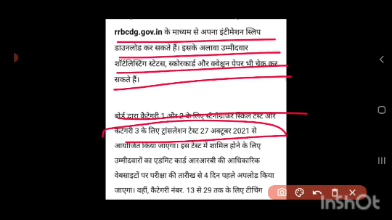 rrbcdg.gov.in के माध्यम से अपना इंटीमेशन स्लिप
डाउनलोड कर सकते हैं। इसके अलावा उम्मीदवार
शॉर्टलिस्टिंग स्टेटस, स्कोरकार्ड और क्वेश्चन पेपर भी चेक कर
सकते हैं।
बोर्ड द्वारा कैटेगरी 1 और 2 के लिए स्टेनोग्राफर स्किल टेस्ट और
कैटेगरी 3 के लिए ट्रांसलेशन टेस्ट 27 अक्टूबर 2021 से
आयोजित किया जाएगा। इस टेस्ट में शामिल होने के लिए
उम्मीदवारों का एडमिट कार्ड आरआरबी की आधिकारिक
वेबसाइटों पर परीक्षा की तारीख से 4 दिन पहले अपलोड किया
जाएगा। वहीं, कैटेगरी नंबर. 13 से 29 तक के लिए टाइपिंग
InShOt